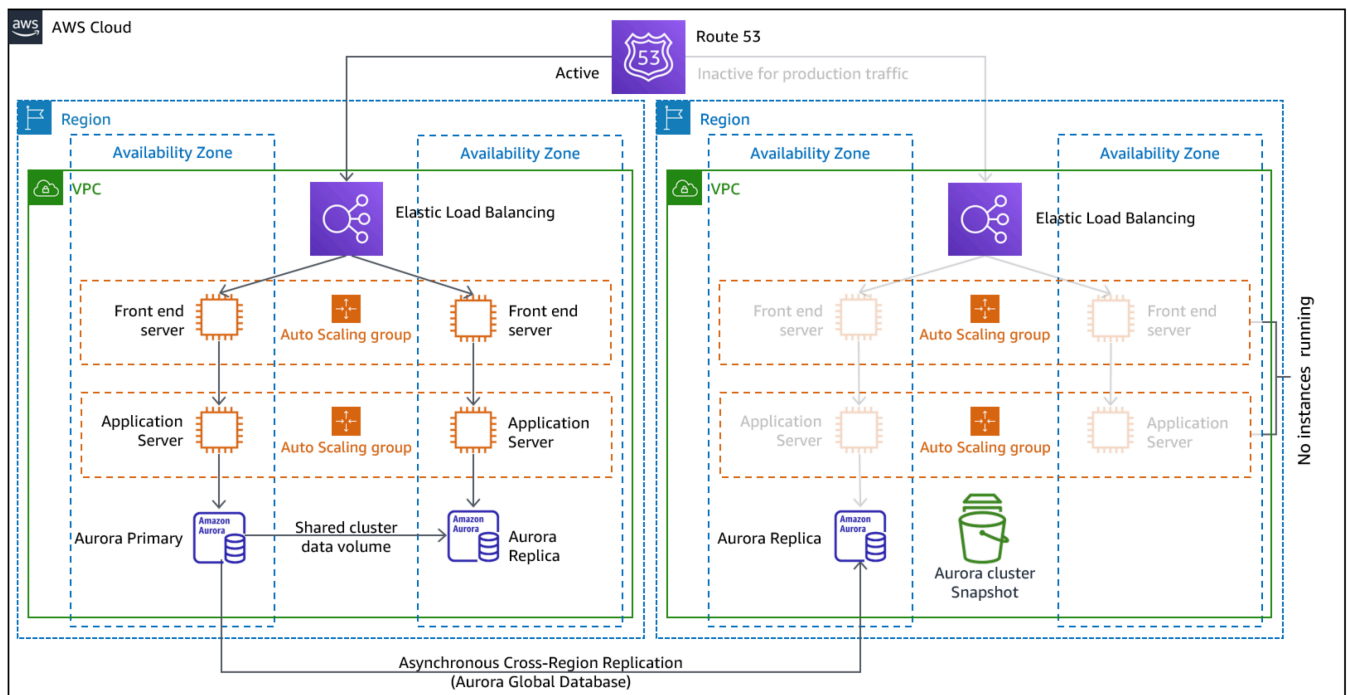 aws
AWS Cloud
53
Route 53
Active
Inactive for production traffic
Region
Availability Zone
Availability Zone
VPC
Elastic Load Balancing
Front end
server
Auto Scaling group
Front end
server
Application
Server
Auto Scaling group
Application
Server
Aurora Primary
Amazon
Aurora
Shared cluster
data volume
Amazon
Aurora
Aurora
Replica
Region
Availability Zone
Availability Zone
VPC
Elastic Load Balancing
Front end
server
Auto Scaling group
Front end
server
Application
Server
Auto Scaling group
Application
Server
No instances running
Aurora Replica
Amazon
Aurora
Aurora cluster
Snapshot
Asynchronous Cross-Region Replication
(Aurora Global Database)